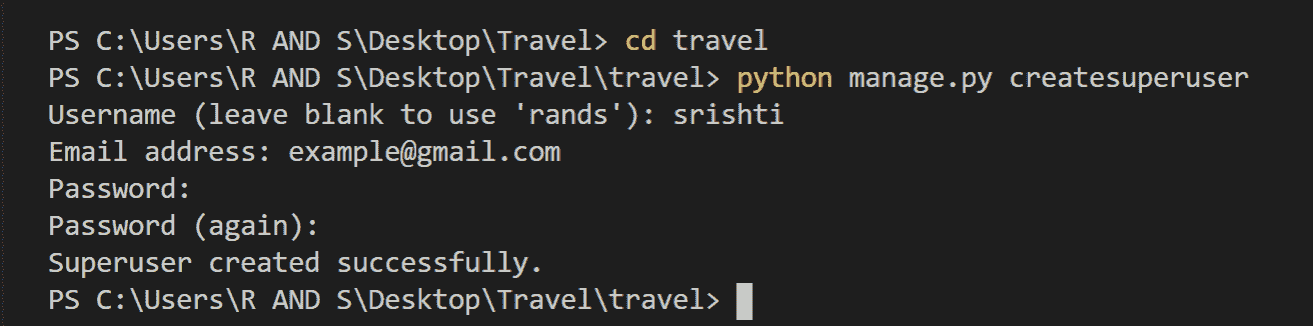 PS C:\Users\R AND S\Desktop\Travel> cd travel
PS C:\Users\R AND S\Desktop\Travel\travel> python manage.py createsuperuser
Username (leave blank to use 'rands'): srishti
Email address: example@gmail.com
Password:
Password (again):
Superuser created successfully.
PS C:\Users\R AND S\Desktop\Travel\travel>